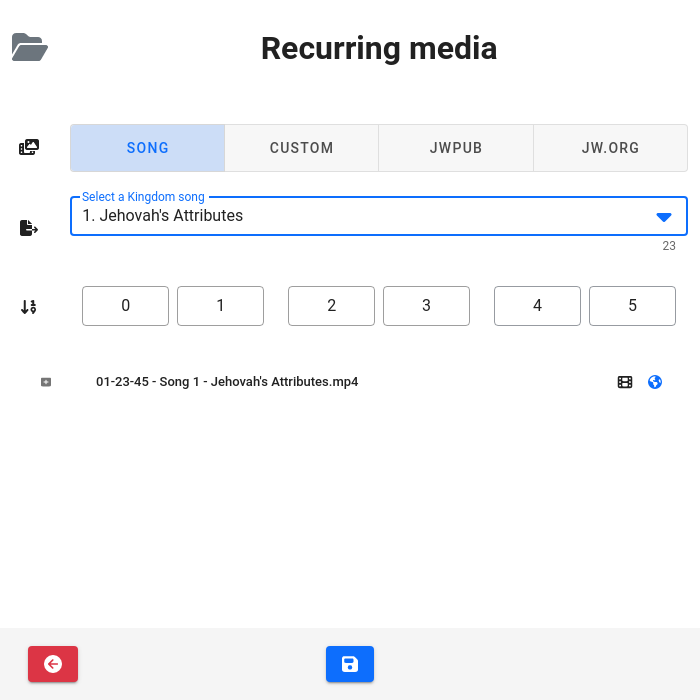 Recurring media
SONG CUSTOM JWPUB JW.ORG
Select a Kingdom song
1. Jehovah's Attributes
23
0 1 2 3 4 5
01-23-45 - Song 1 - Jehovah's Attributes.mp4